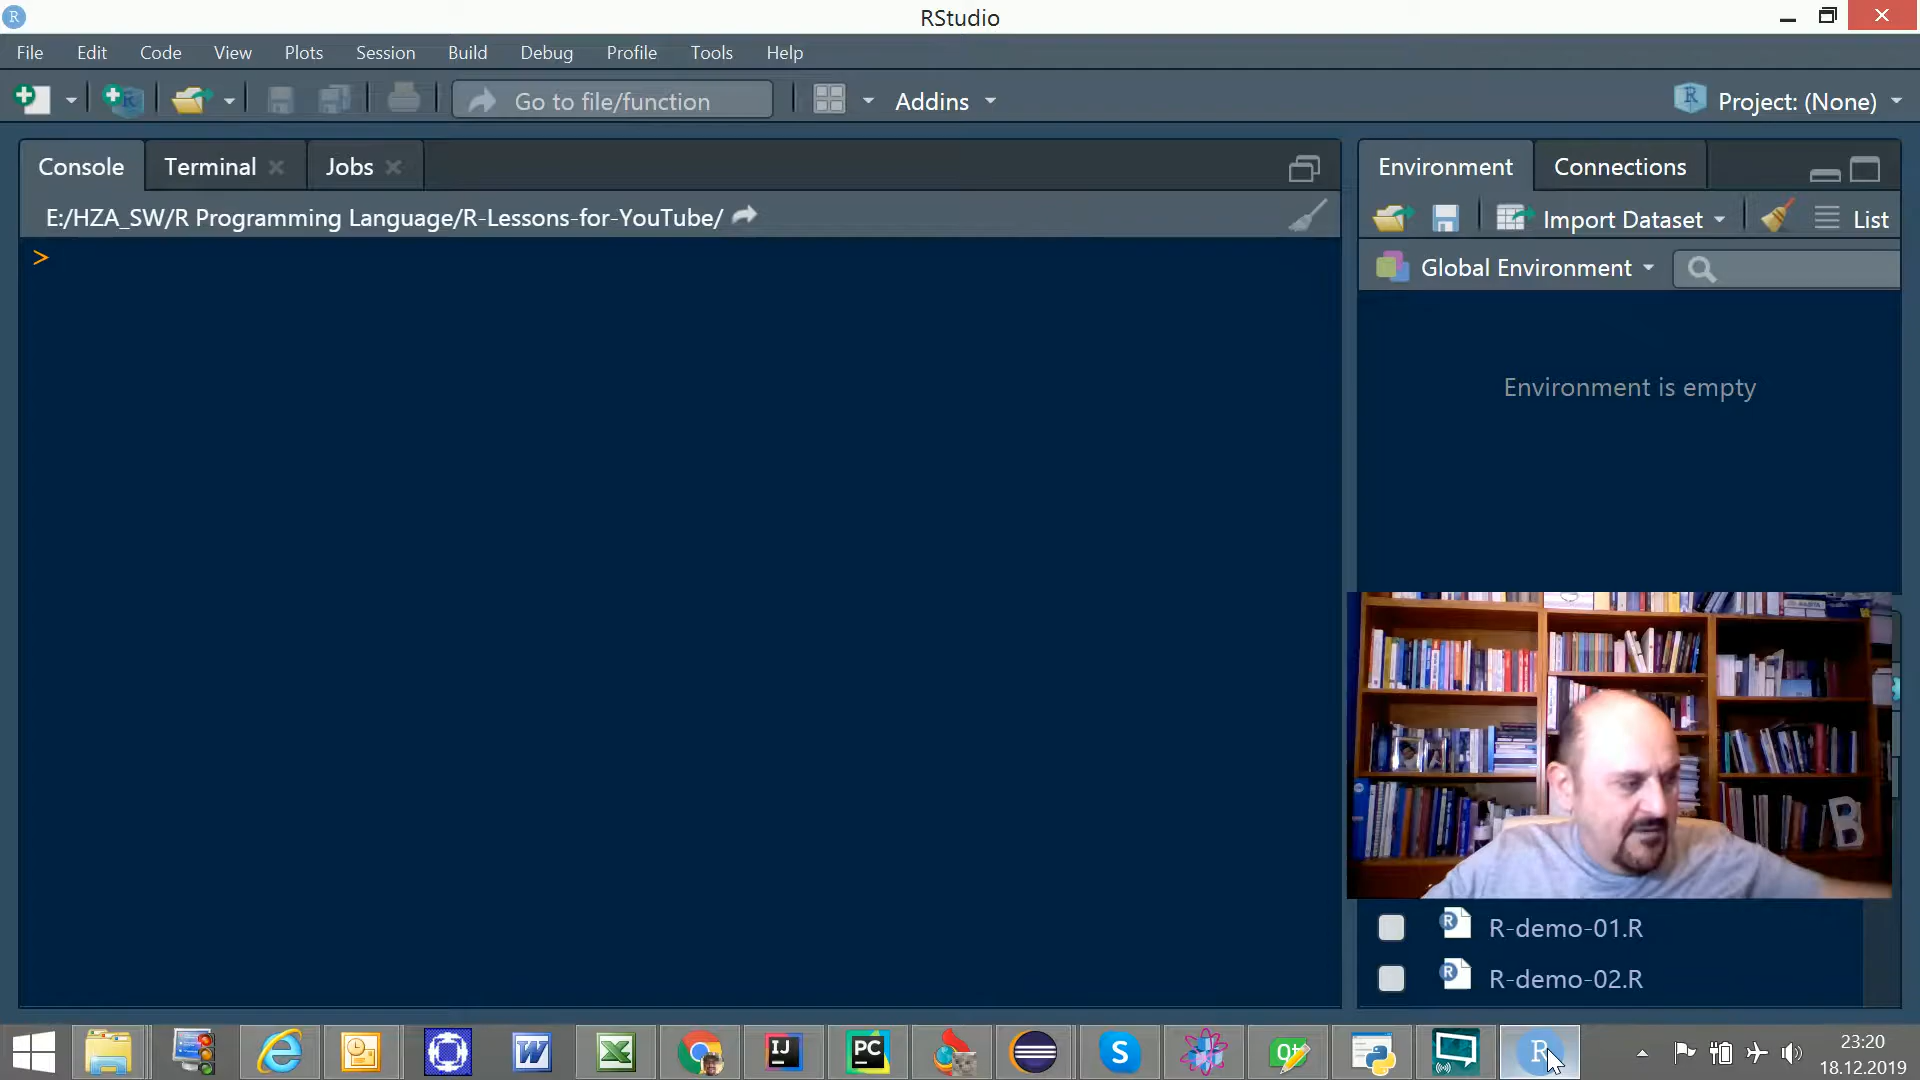 RStudio
File Edit Code View Plots Session Build Debug Profile Tools Help
Go to file/function Addins Project: (None)
Console Terminal Jobs
E:/HZA_SW/R Programming Language/R-Lessons-for-YouTube/
>
Environment Connections
Import Dataset List
Global Environment
Environment is empty
B
R-demo-01.R
R-demo-02.R
23:20
18.12.2019